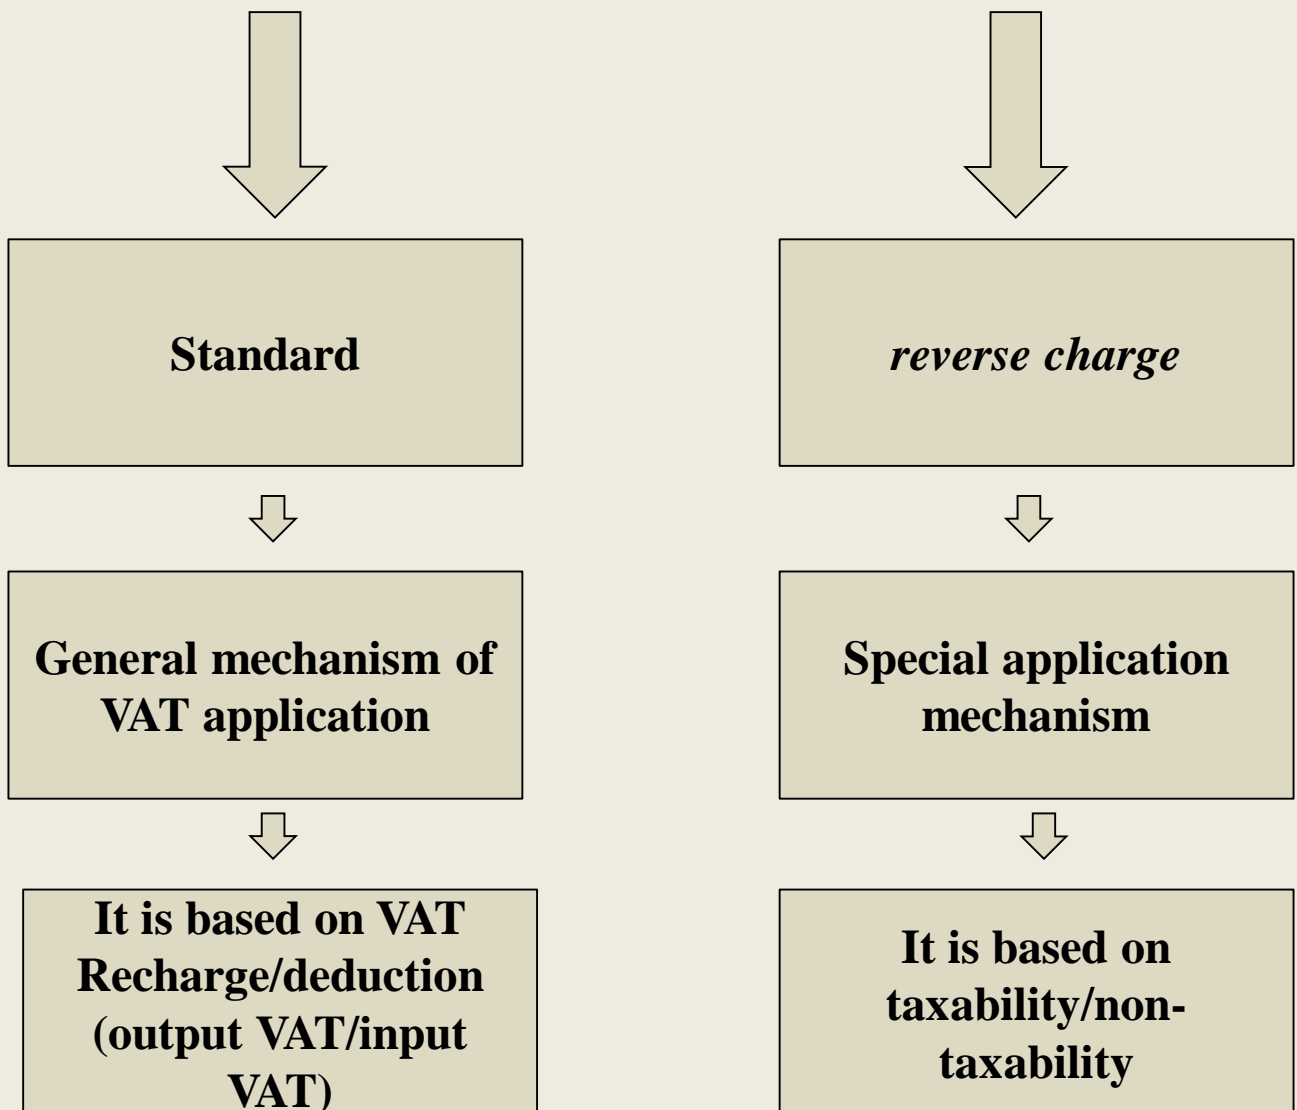 Standard
reverse charge
General mechanism of
VAT application
Special application
mechanism
It is based on VAT
Recharge/deduction
(output VAT/input
VAT)
It is based on
taxability/non-
taxability